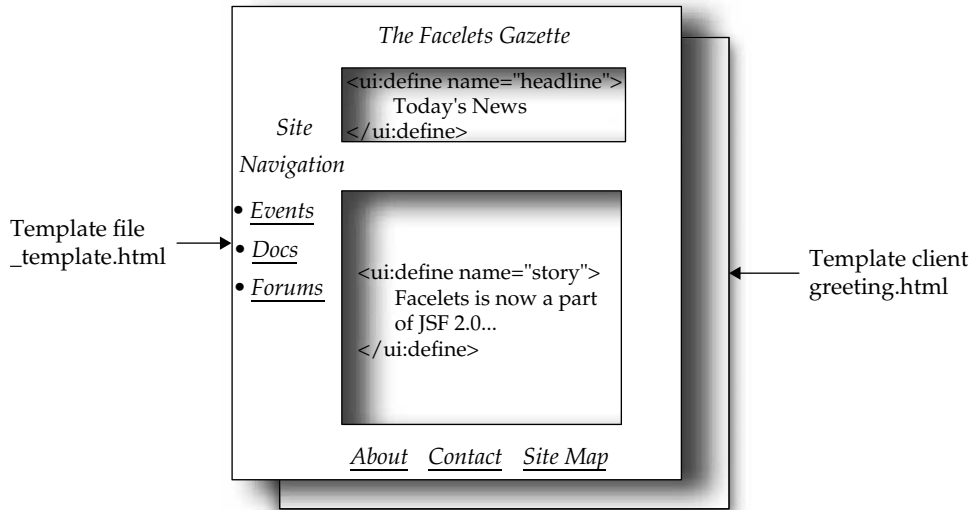 The Facelets Gazette
<ui:define name="headline">
Today's News
</ui:define>
Site
Navigation
• Events
• Docs
• Forums
<ui:define name="story">
Facelets is now a part
of JSF 2.0...
</ui:define>
About Contact Site Map
Template file
_template.html
Template client
greeting.html